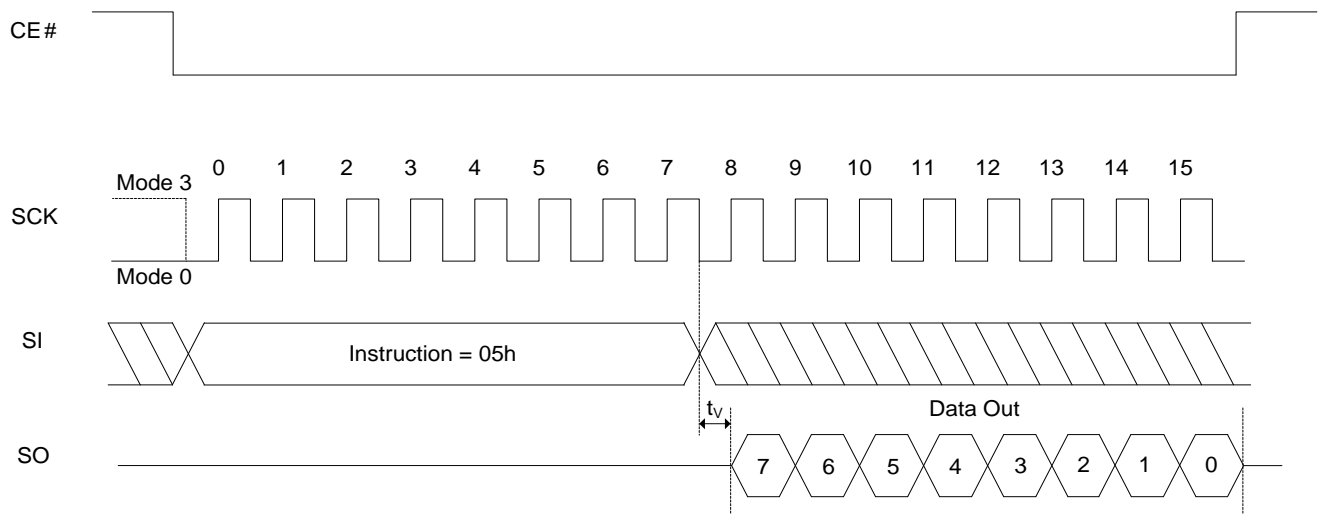 CE#
0 1 2 3 4 5 6 7 8 9 10 11 12 13 14 15
Mode 3
SCK
Mode 0
SI
Instruction = 05h
tV
Data Out
SO
7 6 5 4 3 2 1 0